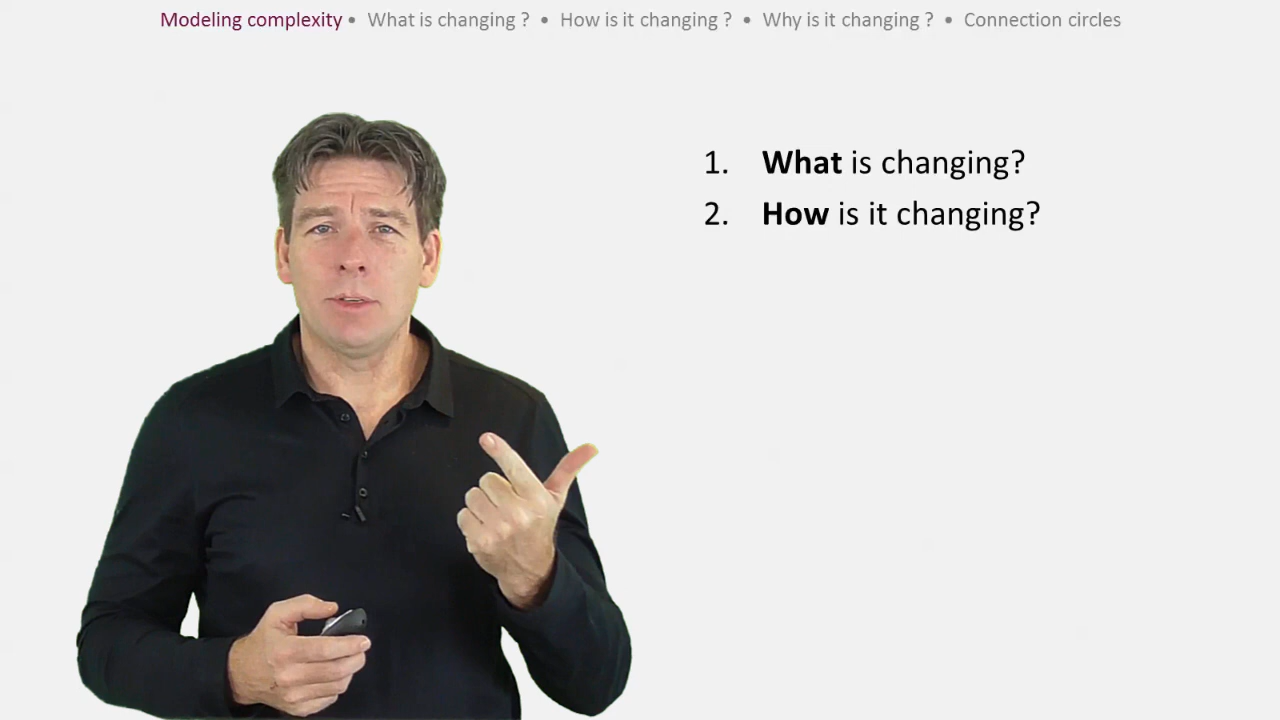 Modeling complexity • What is changing ? • How is it changing ? • Why is it changing ? • Connection circles
1. What is changing?
2. How is it changing?